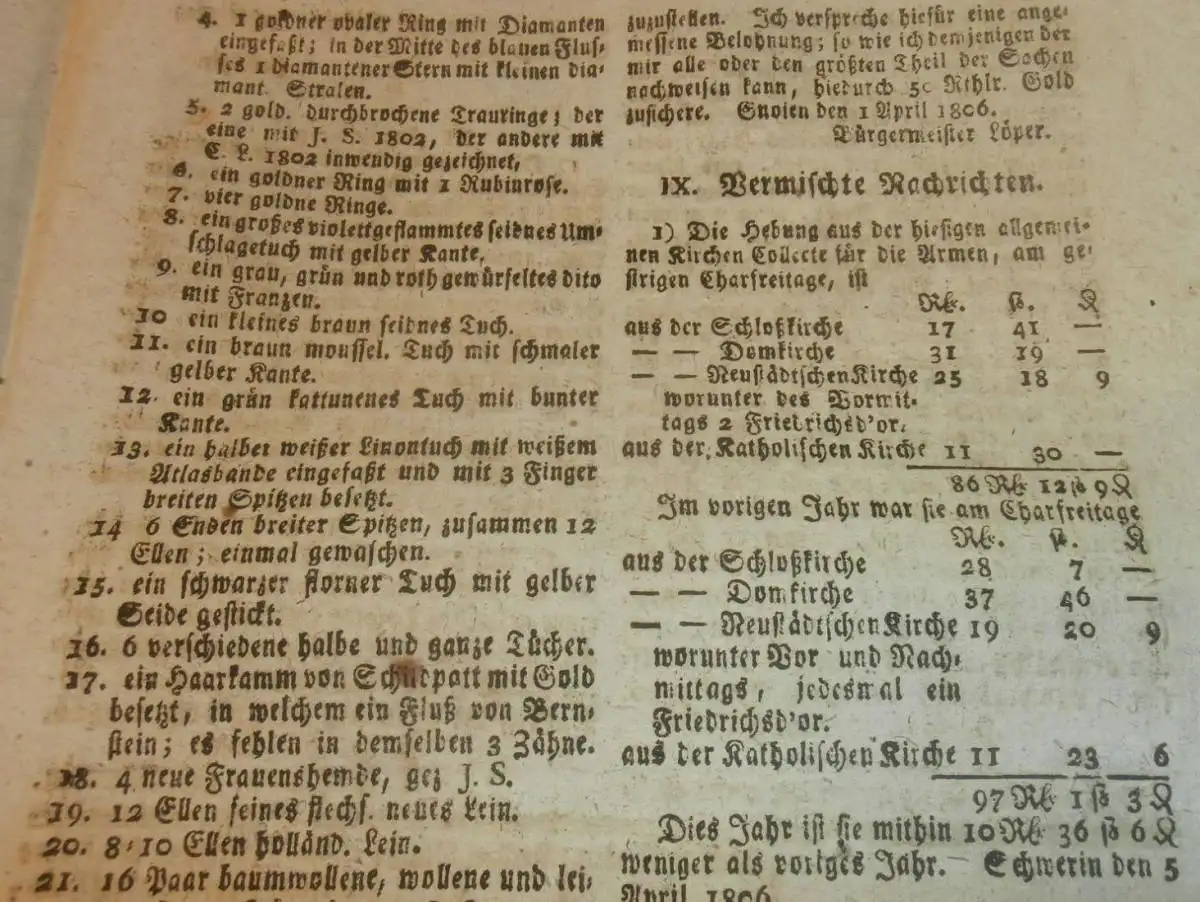 4. 1 goldner ovaler Ring mit Diamanten
eingefaßt; in der Mitte des blauen Flus-
ses 1 diamantener Stern mit kleinen dia-
mant. Stralen.
5. 2 gold. durchbrochene Trauringe; der
eine mit J. S. 1802, der andere mit
C. L. 1802 inwendig gezeichnet,
6. ein goldner Ring mit 1 Rubinrose.
7. vier goldne Ringe.
8. ein großes violettgeflammtes seidnes Um-
schlagetuch mit gelber Kante,
9. ein grau, grün und roth gewürfeltes dito
mit Franzen.
10 ein kleines braun seidnes Tuch.
11. ein braun moussel. Tuch mit schmaler
gelber Kante.
12. ein grün kattunenes Tuch mit bunter
Kante.
13. ein halber weißer Linontuch mit weißem
Atlasbande eingefaßt und mit 3 Finger
breiten Spitzen besetzt.
14 6 Enden breiter Spitzen, zusammen 12
Ellen; einmal gewaschen.
15. ein schwarzer florner Tuch mit gelber
Seide gestickt.
16. 6 verschiedene halbe und ganze Tücher.
17. ein Haarkamm von Schildpatt mit Gold
besetzt, in welchem ein Fluß von Bern-
stein; es fehlen in demselben 3 Zähne.
18. 4 neue Frauenshemde, gez J. S.
19. 12 Ellen feines flechs. neues Lein.
20. 8-10 Ellen holländ. Lein.
21. 16 Paar baumwollene, wollene und lei-
zuzustellen. Ich verspreche hiefür eine ange-
messene Belohnung; so wie ich demjenigen der
mir alle oder den größten Theil der Sachen
nachweisen kann, hiedurch 50 Rthlr. Gold
zusichere. Gnoien den 1 April 1806.
Bürgermeister Löper.
IX. Vermischte Nachrichten.
1) Die Hebung aus der hiesigen allgemei-
nen Kirchen Collecte für die Armen, am ge-
strigen Charfreitage, ist
Rb. ßl. ₰
aus der Schloßkirche 17 41 —
— — Domkirche 31 19 —
— — Neustädtschen Kirche 25 18 9
worunter des Vormit-
tags 2 Friedrichsd'or.
aus der Katholischen Kirche 11 30 —
86 Rb 12 ß 9 ₰
Im vorigen Jahr war sie am Charfreitage
Rb. ßl. ₰
aus der Schloßkirche 28 7 —
— — Domkirche 37 46 —
— — Neustädtschen Kirche 19 20 9
worunter Vor und Nach-
mittags, jedesmal ein
Friedrichsd'or.
aus der Katholischen Kirche 11 23 6
97 Rb 1 ß 3 ₰
Dies Jahr ist sie mithin 10 Rb 36 ß 6 ₰
weniger als voriges Jahr. — Schwerin den 5
April 1806.